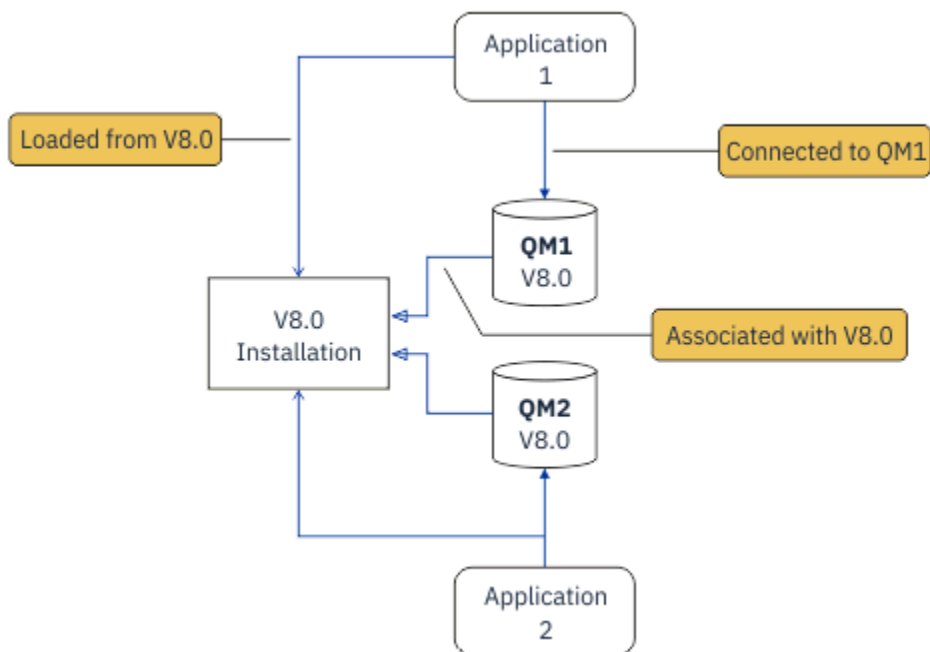 Application
1
Loaded from V8.0
Connected to QM1
QM1
V8.0
V8.0
Installation
Associated with V8.0
QM2
V8.0
Application
2